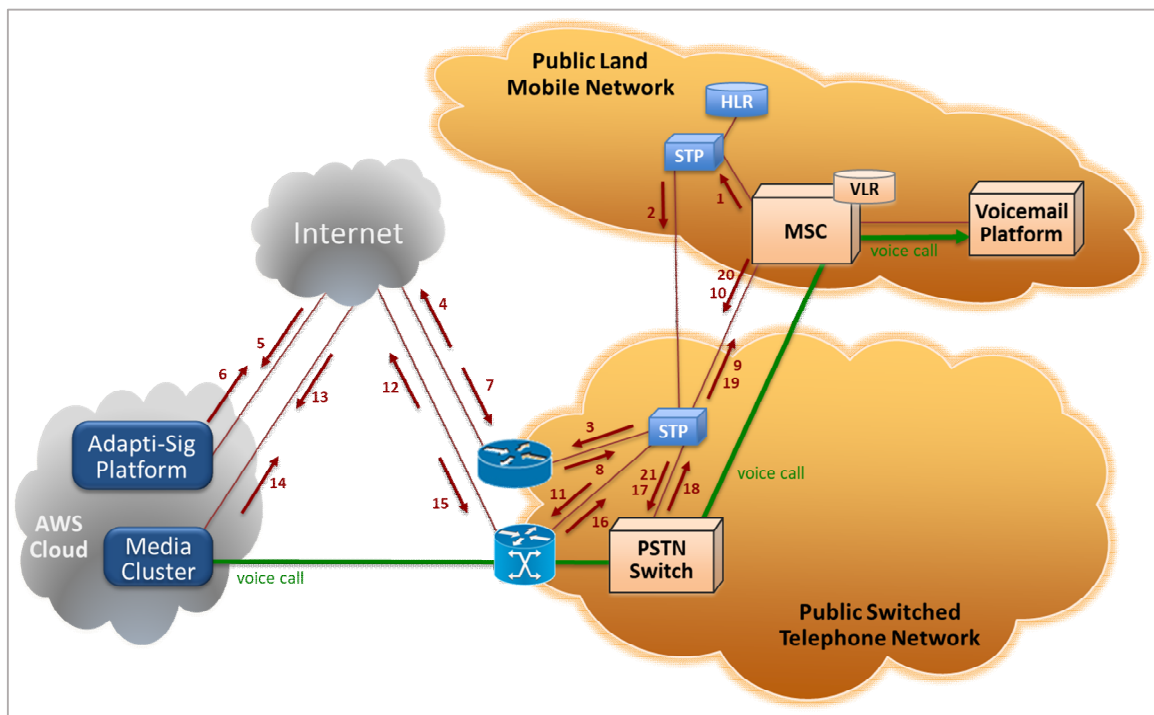 Public Land
Mobile Network
HLR
STP
VLR
1
2
MSC
Voicemail
Platform
voice call
Internet
20
10
4
5
6
13
12
7
9
19
Adapti-Sig
Platform
3
STP
8
voice call
14
15
11
21
17
18
16
AWS
Cloud
Media
Cluster
voice call
PSTN
Switch
Public Switched
Telephone Network